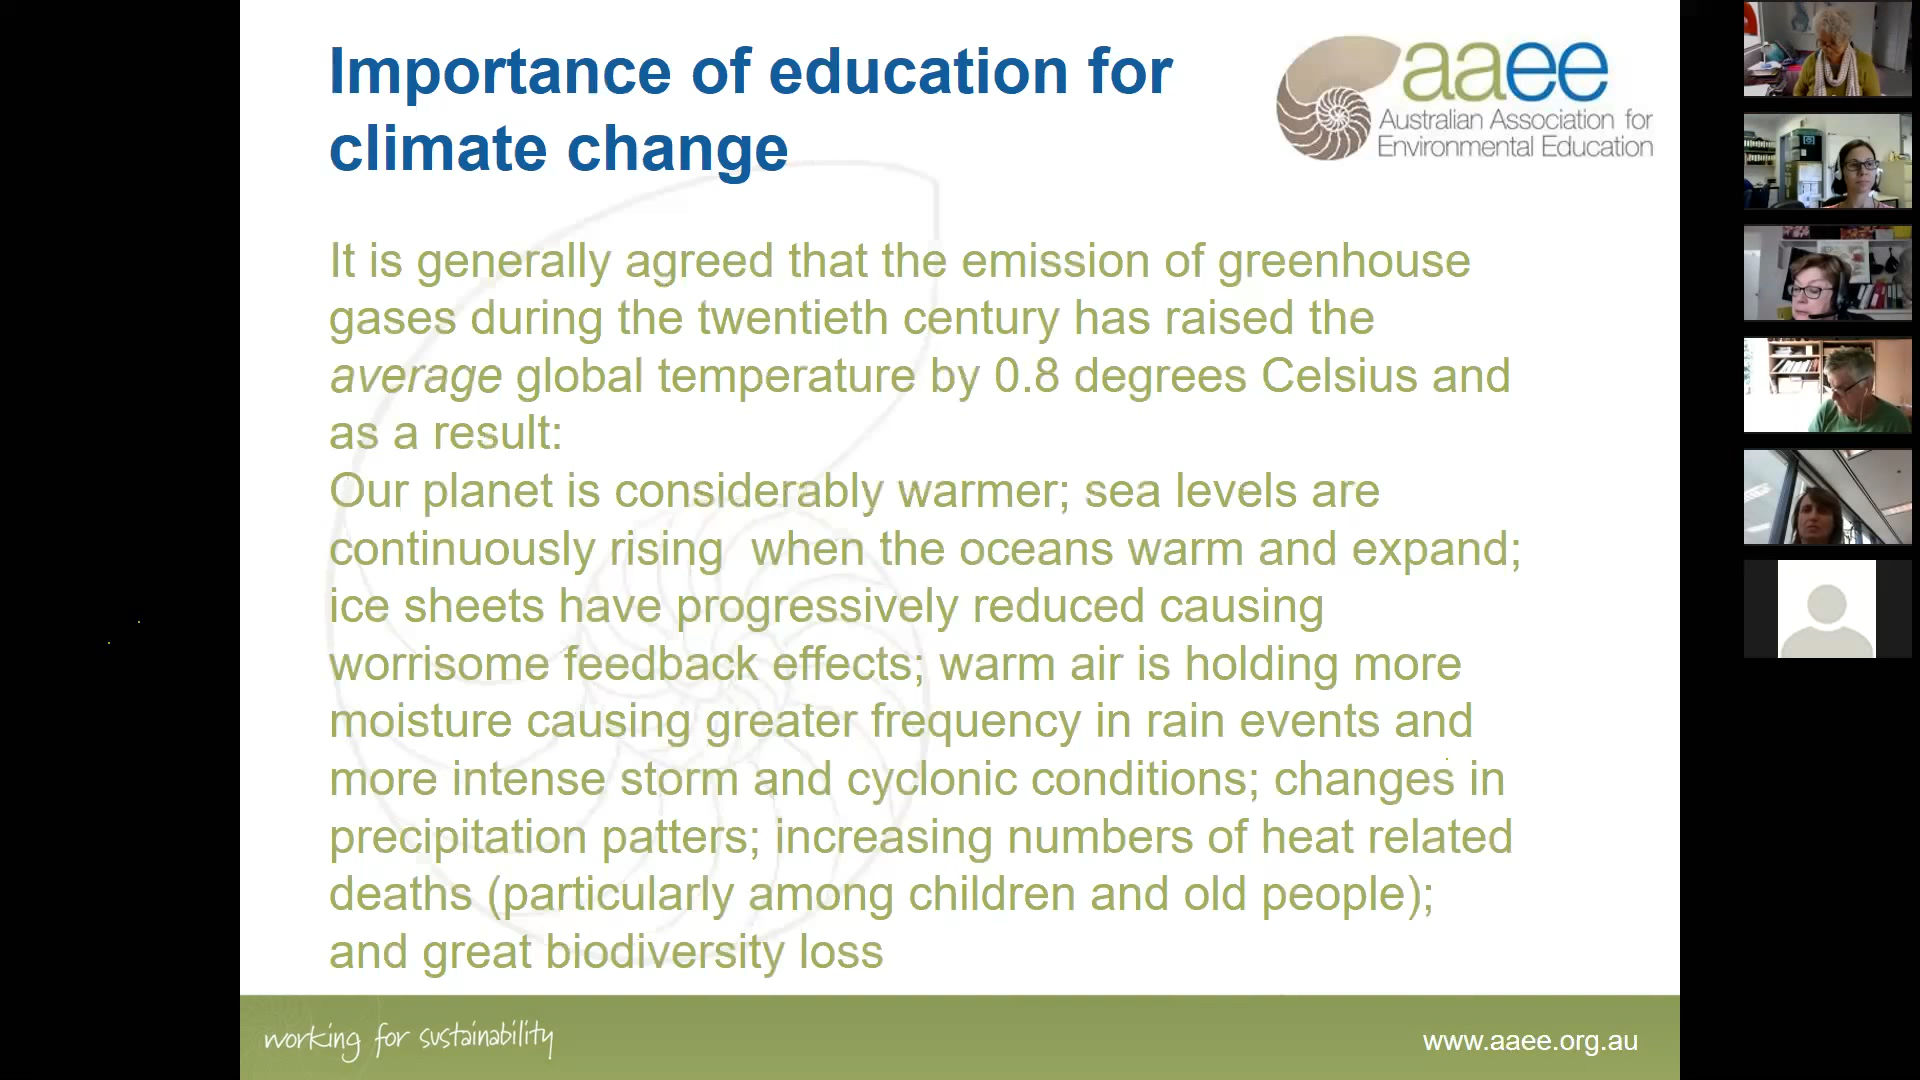 Importance of education for
climate change
aaee
Australian Association for
Environmental Education
It is generally agreed that the emission of greenhouse
gases during the twentieth century has raised the
average global temperature by 0.8 degrees Celsius and
as a result:
Our planet is considerably warmer; sea levels are
continuously rising  when the oceans warm and expand;
ice sheets have progressively reduced causing
worrisome feedback effects; warm air is holding more
moisture causing greater frequency in rain events and
more intense storm and cyclonic conditions; changes in
precipitation patters; increasing numbers of heat related
deaths (particularly among children and old people);
and great biodiversity loss
working for sustainability
www.aaee.org.au